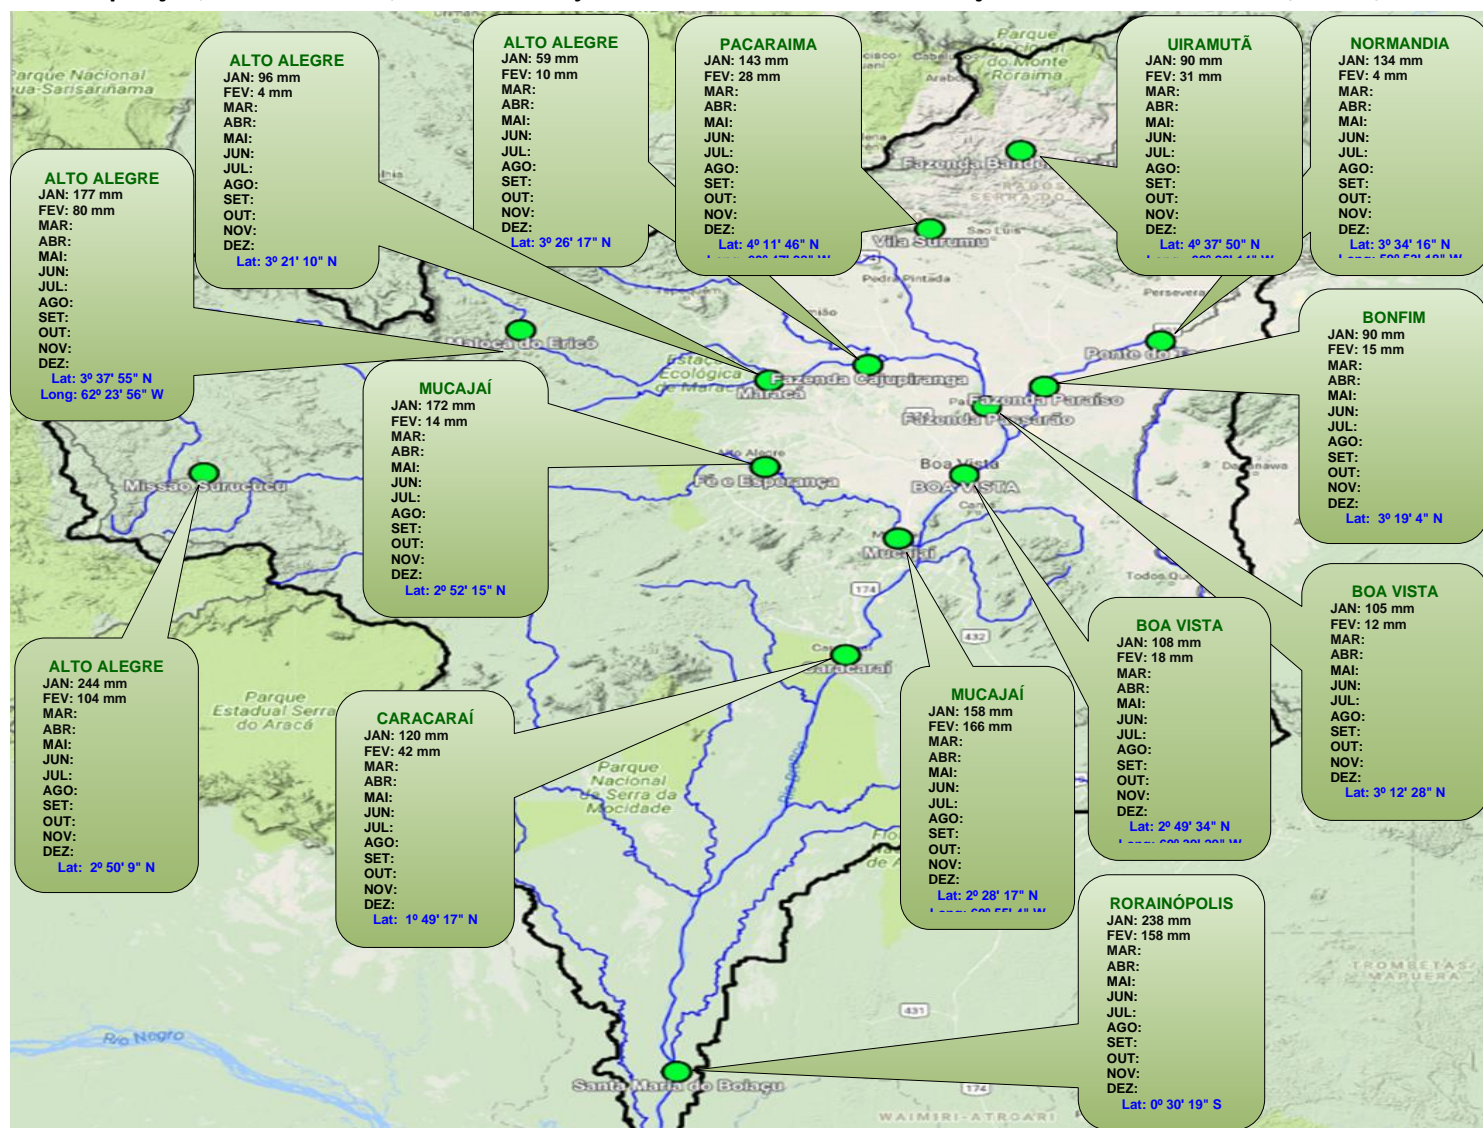 ALTO ALEGRE
JAN: 96 mm
FEV: 4 mm
MAR:
ABR:
MAI:
JUN:
JUL:
AGO:
SET:
OUT:
NOV:
DEZ:
Lat: 3º 21' 10" N
ALTO ALEGRE
JAN: 59 mm
FEV: 10 mm
MAR:
ABR:
MAI:
JUN:
JUL:
AGO:
SET:
OUT:
NOV:
DEZ:
Lat: 3º 26' 17" N
PACARAIMA
JAN: 143 mm
FEV: 28 mm
MAR:
ABR:
MAI:
JUN:
JUL:
AGO:
SET:
OUT:
NOV:
DEZ:
Lat: 4º 11' 46" N
UIRAMUTÃ
JAN: 90 mm
FEV: 31 mm
MAR:
ABR:
MAI:
JUN:
JUL:
AGO:
SET:
OUT:
NOV:
DEZ:
Lat: 4º 37' 50" N
NORMANDIA
JAN: 134 mm
FEV: 4 mm
MAR:
ABR:
MAI:
JUN:
JUL:
AGO:
SET:
OUT:
NOV:
DEZ:
Lat: 3º 34' 16" N
ALTO ALEGRE
JAN: 177 mm
FEV: 80 mm
MAR:
ABR:
MAI:
JUN:
JUL:
AGO:
SET:
OUT:
NOV:
DEZ:
Lat: 3º 37' 55" N
Long: 62º 23' 56" W
BONFIM
JAN: 90 mm
FEV: 15 mm
MAR:
ABR:
MAI:
JUN:
JUL:
AGO:
SET:
OUT:
NOV:
DEZ:
Lat: 3º 19' 4" N
MUCAJAÍ
JAN: 172 mm
FEV: 14 mm
MAR:
ABR:
MAI:
JUN:
JUL:
AGO:
SET:
OUT:
NOV:
DEZ:
Lat: 2º 52' 15" N
BOA VISTA
JAN: 105 mm
FEV: 12 mm
MAR:
ABR:
MAI:
JUN:
JUL:
AGO:
SET:
OUT:
NOV:
DEZ:
Lat: 3º 12' 28" N
BOA VISTA
JAN: 108 mm
FEV: 18 mm
MAR:
ABR:
MAI:
JUN:
JUL:
AGO:
SET:
OUT:
NOV:
DEZ:
Lat: 2º 49' 34" N
ALTO ALEGRE
JAN: 244 mm
FEV: 104 mm
MAR:
ABR:
MAI:
JUN:
JUL:
AGO:
SET:
OUT:
NOV:
DEZ:
Lat: 2º 50' 9" N
MUCAJAÍ
JAN: 158 mm
FEV: 166 mm
MAR:
ABR:
MAI:
JUN:
JUL:
AGO:
SET:
OUT:
NOV:
DEZ:
Lat: 2º 28' 17" N
CARACARAÍ
JAN: 120 mm
FEV: 42 mm
MAR:
ABR:
MAI:
JUN:
JUL:
AGO:
SET:
OUT:
NOV:
DEZ:
Lat: 1º 49' 17" N
RORAINÓPOLIS
JAN: 238 mm
FEV: 158 mm
MAR:
ABR:
MAI:
JUN:
JUL:
AGO:
SET:
OUT:
NOV:
DEZ:
Lat: 0º 30' 19" S
Parque
Nacional
do Monte
Roraima
Parque Nacional
Vila Surumu
Sao Luis
Pedra Pintada
Maloca do Ericó
Estação
Ecológica
de Maracá
Maracá
Fazenda Cajupiranga
Fazenda Paraíso
Fazenda Passarão
Missão Surucucu
Alto Alegre
Fé e Esperança
Boa Vista
BOA VISTA
Mucajaí
174
432
Caracaraí
Parque
Estadual Serra
do Aracá
Parque
Nacional
da Serra da
Mocidade
Rio Branco
Rio Negro
431
174
Santa Maria do Boiaçu
WAIMIRI-ATROARI
TROMBETAS/
MAPUERA